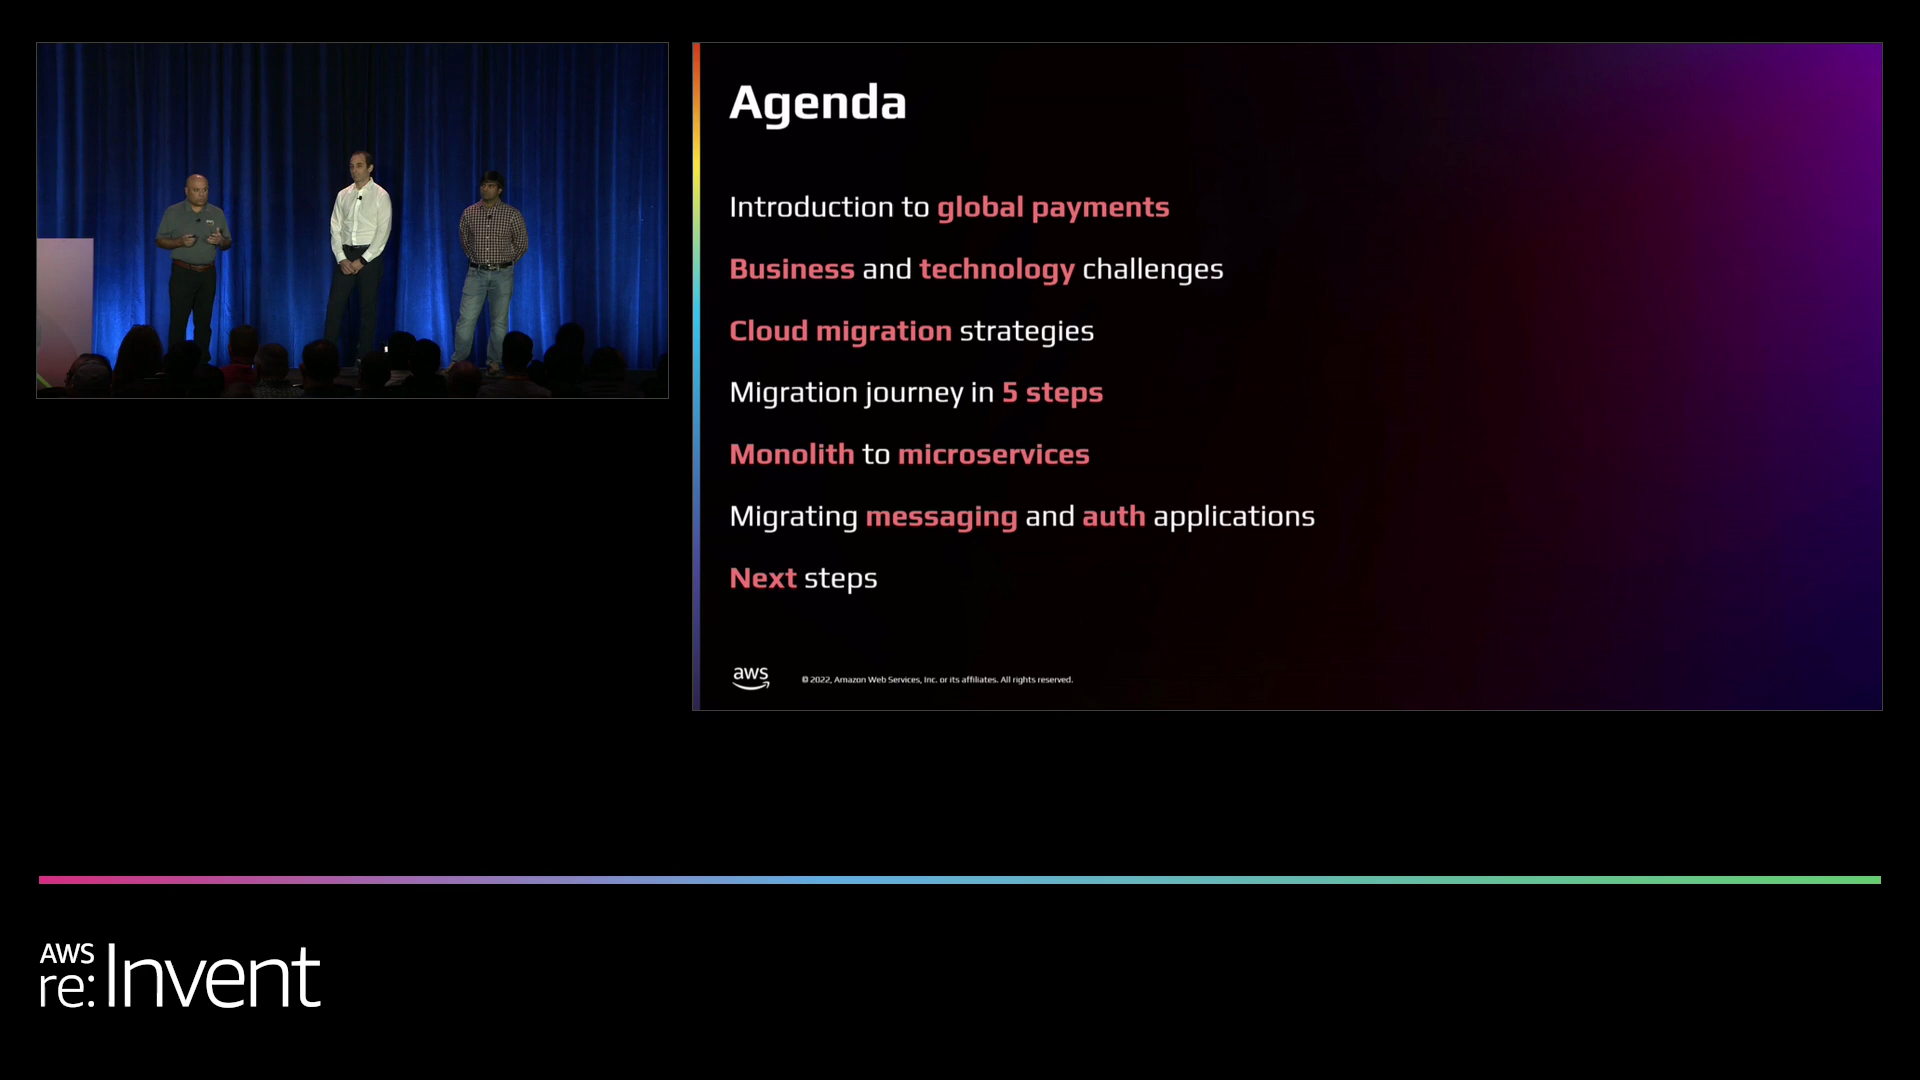 Agenda
Introduction to global payments
Business and technology challenges
Cloud migration strategies
Migration journey in 5 steps
Monolith to microservices
Migrating messaging and auth applications
Next steps
aws
© 2022, Amazon Web Services, Inc. or its affiliates. All rights reserved.
AWS
re:Invent